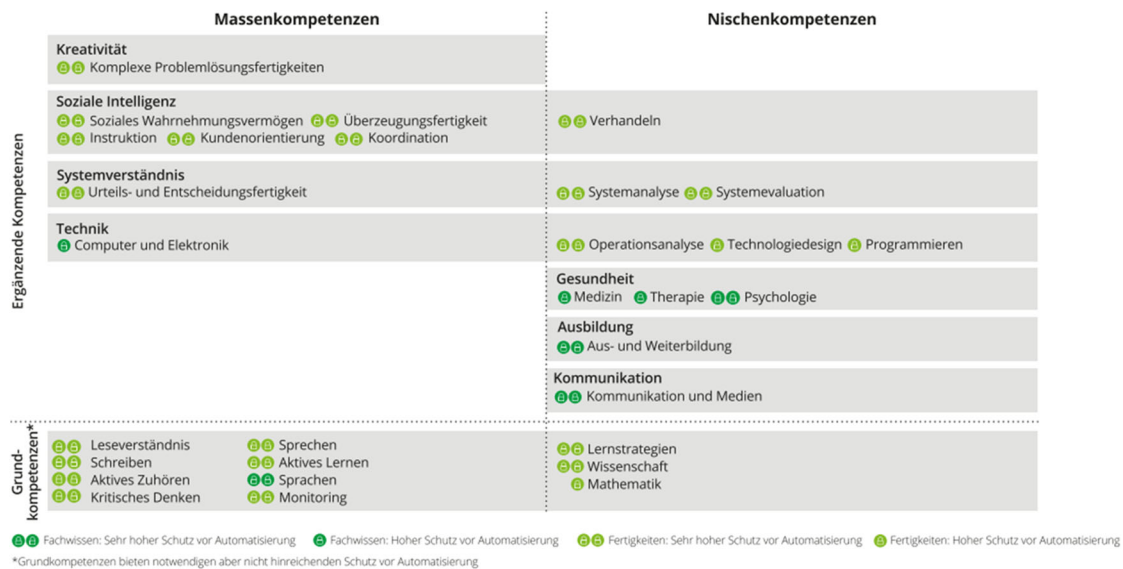 Massenkompetenzen
Nischenkompetenzen
Ergänzende Kompetenzen
Kreativität
Komplexe Problemlösungsfertigkeiten
Soziale Intelligenz
Soziales Wahrnehmungsvermögen Überzeugungsfertigkeit
Instruktion Kundenorientierung Koordination
Verhandeln
Systemverständnis
Urteils- und Entscheidungsfertigkeit
Systemanalyse Systemevaluation
Technik
Computer und Elektronik
Operationsanalyse Technologiedesign Programmieren
Gesundheit
Medizin Therapie Psychologie
Ausbildung
Aus- und Weiterbildung
Kommunikation
Kommunikation und Medien
Grund-
kompetenzen*
Leseverständnis
Schreiben
Aktives Zuhören
Kritisches Denken
Sprechen
Aktives Lernen
Sprachen
Monitoring
Lernstrategien
Wissenschaft
Mathematik
Fachwissen: Sehr hoher Schutz vor Automatisierung
Fachwissen: Hoher Schutz vor Automatisierung
Fertigkeiten: Sehr hoher Schutz vor Automatisierung
Fertigkeiten: Hoher Schutz vor Automatisierung
*Grundkompetenzen bieten notwendigen aber nicht hinreichenden Schutz vor Automatisierung